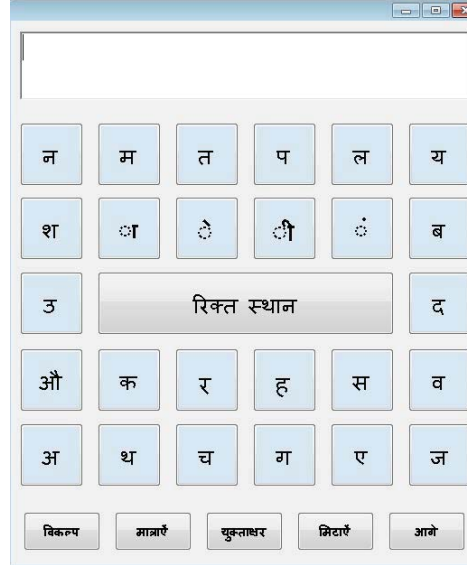 न म त प ल य
श ा े ी ं ब
उ रिक्त स्थान द
औ क र ह स व
अ थ च ग ए ज
विकल्प मात्राऐं युक्ताक्षर मिटाऐं आगे